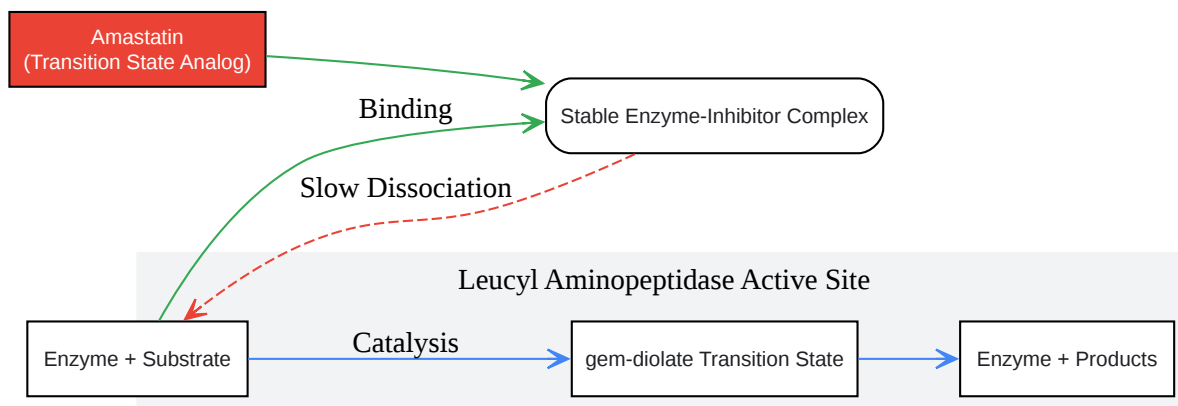 Amastatin
(Transition State Analog)
Binding
Stable Enzyme-Inhibitor Complex
Slow Dissociation
Leucyl Aminopeptidase Active Site
Enzyme + Substrate
Catalysis
gem-diolate Transition State
Enzyme + Products